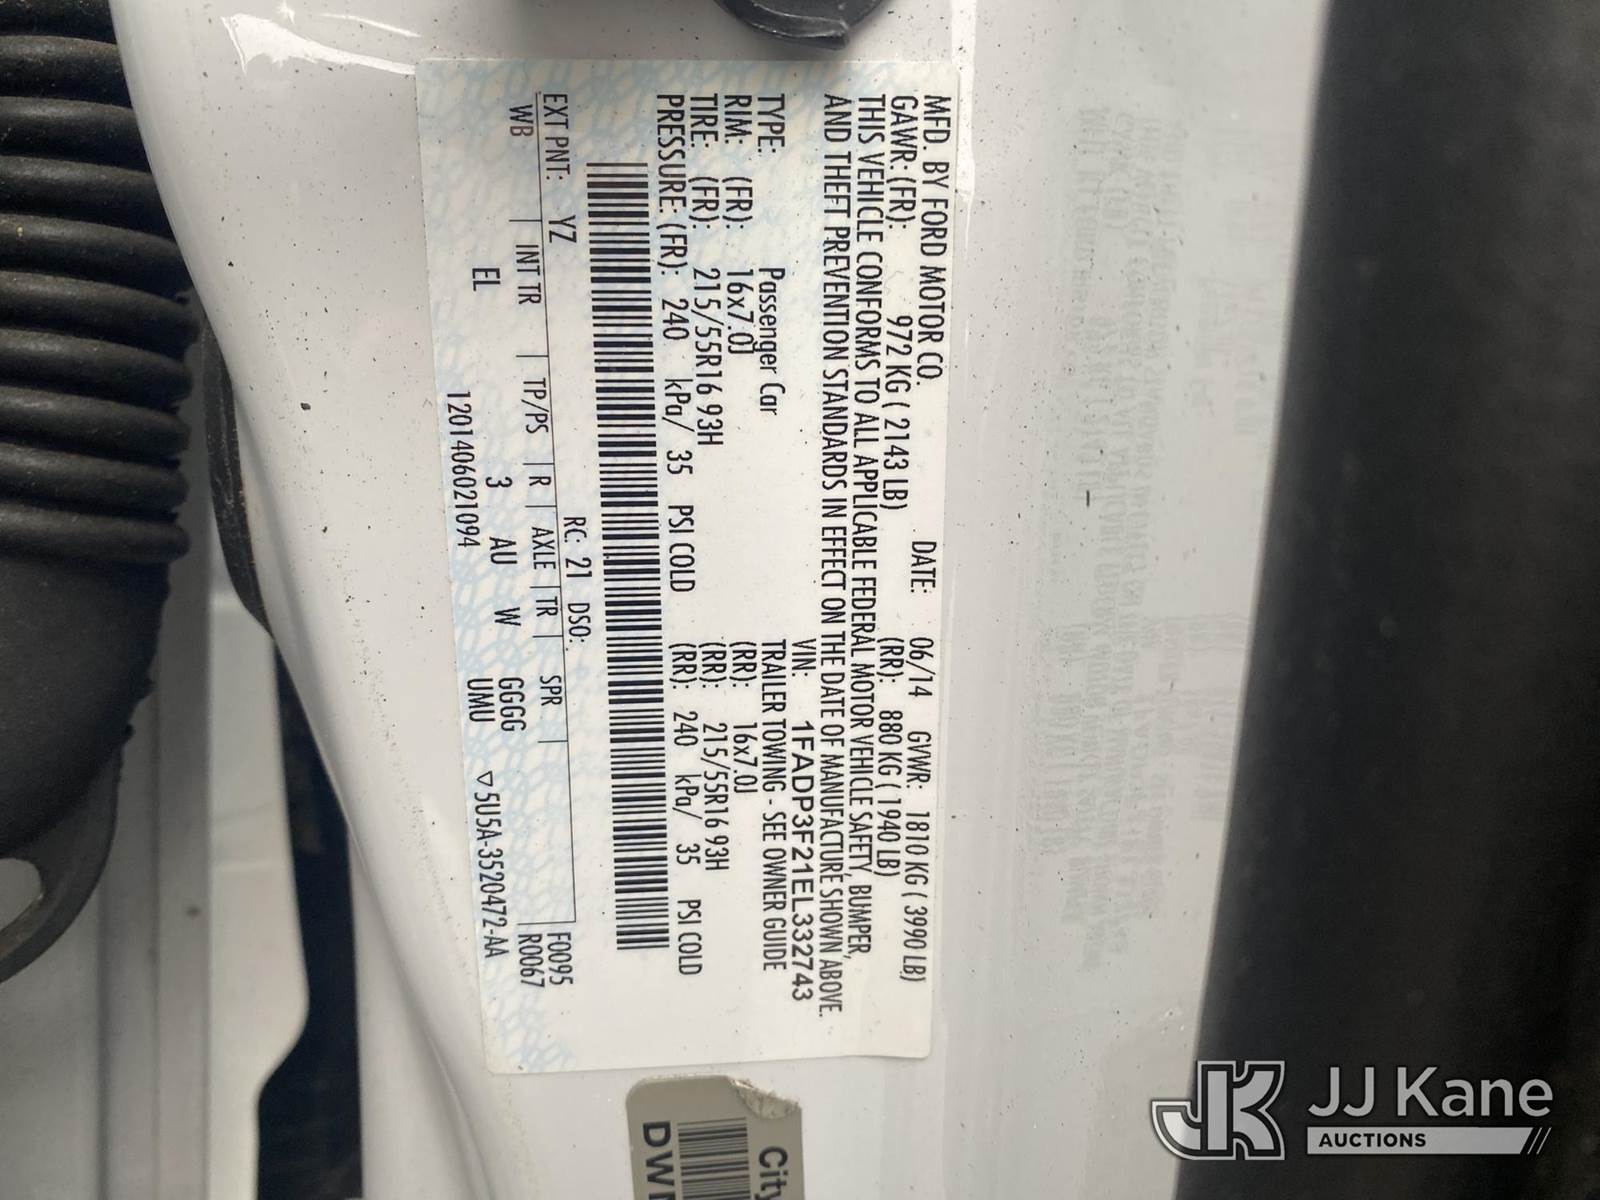 MFD. BY FORD MOTOR CO.
DATE: 06/14 GVWR: 1810 KG ( 3990 LB)
GAWR: (FR): 972 KG ( 2143 LB) (RR): 880 KG ( 1940 LB)
THIS VEHICLE CONFORMS TO ALL APPLICABLE FEDERAL MOTOR VEHICLE SAFETY, BUMPER,
AND THEFT PREVENTION STANDARDS IN EFFECT ON THE DATE OF MANUFACTURE SHOWN ABOVE.
VIN: 1FADP3F21EL332743
TYPE: Passenger Car TRAILER TOWING - SEE OWNER GUIDE
RIM: (FR): 16x7.0J (RR): 16x7.0J
TIRE: (FR): 215/55R16 93H (RR): 215/55R16 93H
PRESSURE: (FR): 240 kPa/ 35 PSI COLD (RR): 240 kPa/ 35 PSI COLD
RC: 21 DSO: F0095
EXT PNT: YZ R0067
WB | INT TR | TP/PS | R | AXLE | TR | SPR |
EL 3 AU W GGGG
1201406021094 UMU ▽5U5A-3520472-AA
City
DWP
JK JJ Kane
AUCTIONS